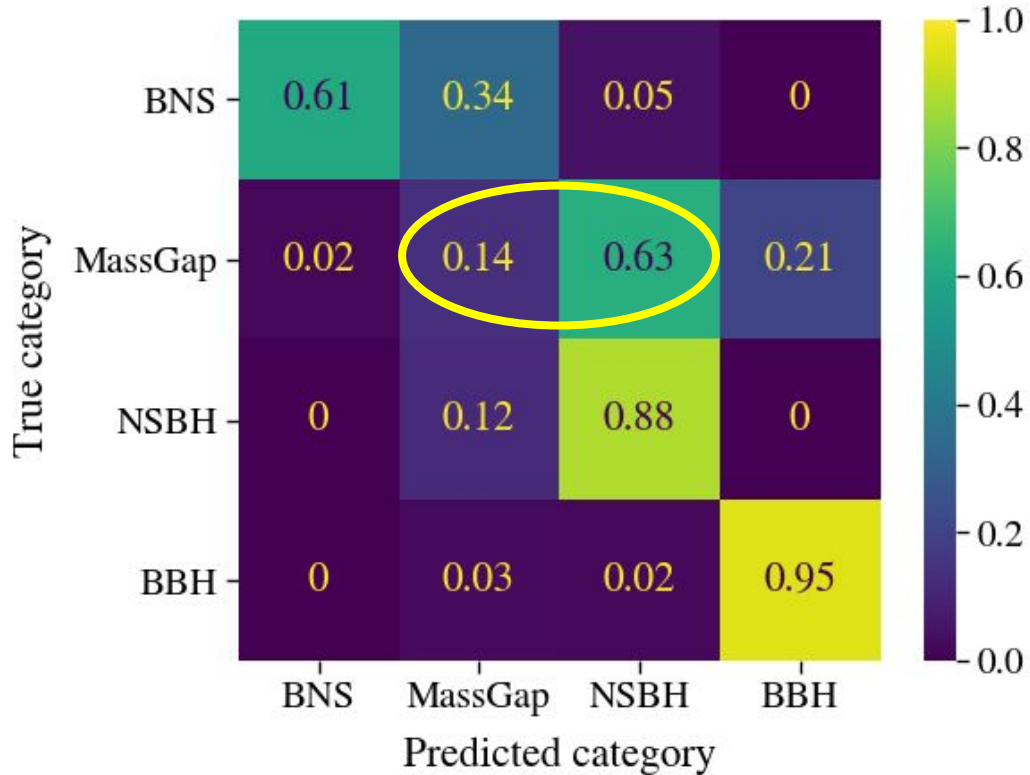 1.0
BNS 0.61 0.34 0.05 0
0.8
MassGap 0.02 0.14 0.63 0.21
0.6
True category
0.4
NSBH 0 0.12 0.88 0
0.2
BBH 0 0.03 0.02 0.95
0.0
BNS MassGap NSBH BBH
Predicted category